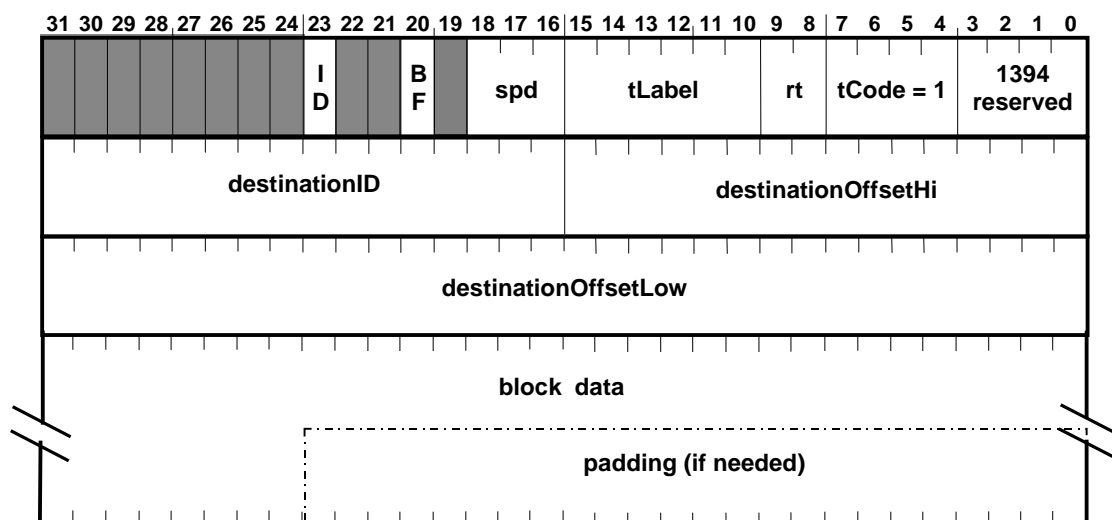 31 30 29 28 27 26 25 24 23 22 21 20 19 18 17 16 15 14 13 12 11 10 9 8 7 6 5 4 3 2 1 0
I D
B F
spd
tLabel
rt
tCode = 1
1394
reserved
destinationID
destinationOffsetHi
destinationOffsetLow
block data
padding (if needed)